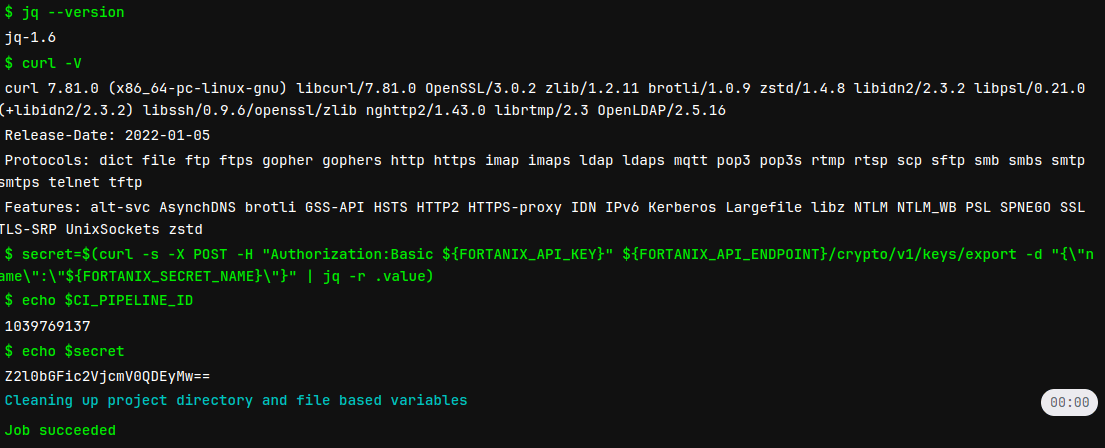 $ jq --version
jq-1.6
$ curl -V
curl 7.81.0 (x86_64-pc-linux-gnu) libcurl/7.81.0 OpenSSL/3.0.2 zlib/1.2.11 brotli/1.0.9 zstd/1.4.8 libidn2/2.3.2 libpsl/0.21.0
(+libidn2/2.3.2) libssh/0.9.6/openssl/zlib nghttp2/1.43.0 librtmp/2.3 OpenLDAP/2.5.16
Release-Date: 2022-01-05
Protocols: dict file ftp ftps gopher gophers http https imap imaps ldap ldaps mqtt pop3 pop3s rtmp rtsp scp sftp smb smbs smtp
smtps telnet tftp
Features: alt-svc AsynchDNS brotli GSS-API HSTS HTTP2 HTTPS-proxy IDN IPv6 Kerberos Largefile libz NTLM NTLM_WB PSL SPNEGO SSL
TLS-SRP UnixSockets zstd
$ secret=$(curl -s -X POST -H "Authorization:Basic ${FORTANIX_API_KEY}" ${FORTANIX_API_ENDPOINT}/crypto/v1/keys/export -d "{\"n
ame\":\"${FORTANIX_SECRET_NAME}\"}" | jq -r .value)
$ echo $CI_PIPELINE_ID
1039769137
$ echo $secret
Z2l0bGFic2VjcmV0QDEyMw==
Cleaning up project directory and file based variables
00:00
Job succeeded